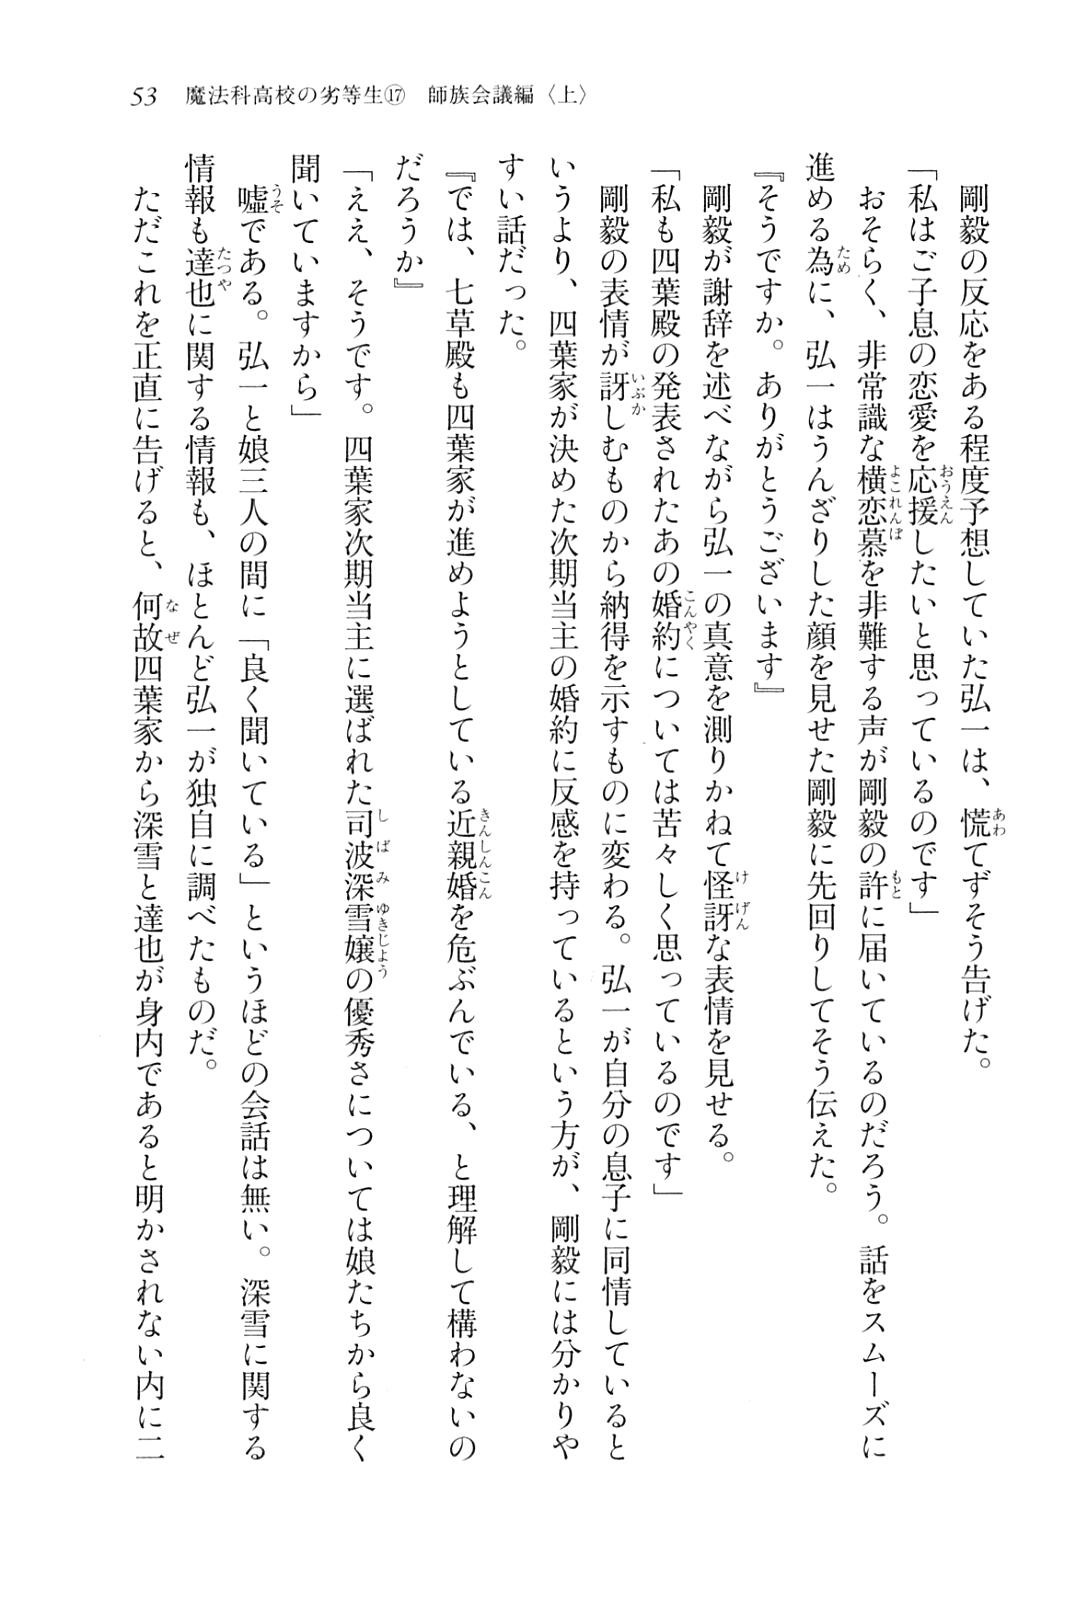 53　魔法科高校の劣等生⑰　師族会議編〈上〉
　剛毅の反応をある程度予想していた弘一は、慌てずそう告げた。
「私はご子息の恋愛を応援したいと思っているのです」
　おそらく、非常識な横恋慕を非難する声が剛毅の許に届いているのだろう。話をスムーズに
進める為に、弘一はうんざりした顔を見せた剛毅に先回りしてそう伝えた。
『そうですか。ありがとうございます』
　剛毅が謝辞を述べながら弘一の真意を測りかねて怪訝な表情を見せる。
「私も四葉殿の発表されたあの婚約については苦々しく思っているのです」
　剛毅の表情が訝しむものから納得を示すものに変わる。弘一が自分の息子に同情していると
いうより、四葉家が決めた次期当主の婚約に反感を持っているという方が、剛毅には分かりや
すい話だった。
『では、七草殿も四葉家が進めようとしている近親婚を危ぶんでいる、と理解して構わないの
だろうか』
「ええ、そうです。四葉家次期当主に選ばれた司波深雪嬢の優秀さについては娘たちから良く
聞いていますから」
　嘘である。弘一と娘三人の間に「良く聞いている」というほどの会話は無い。深雪に関する
情報も達也に関する情報も、ほとんど弘一が独自に調べたものだ。
　ただこれを正直に告げると、何故四葉家から深雪と達也が身内であると明かされない内に二